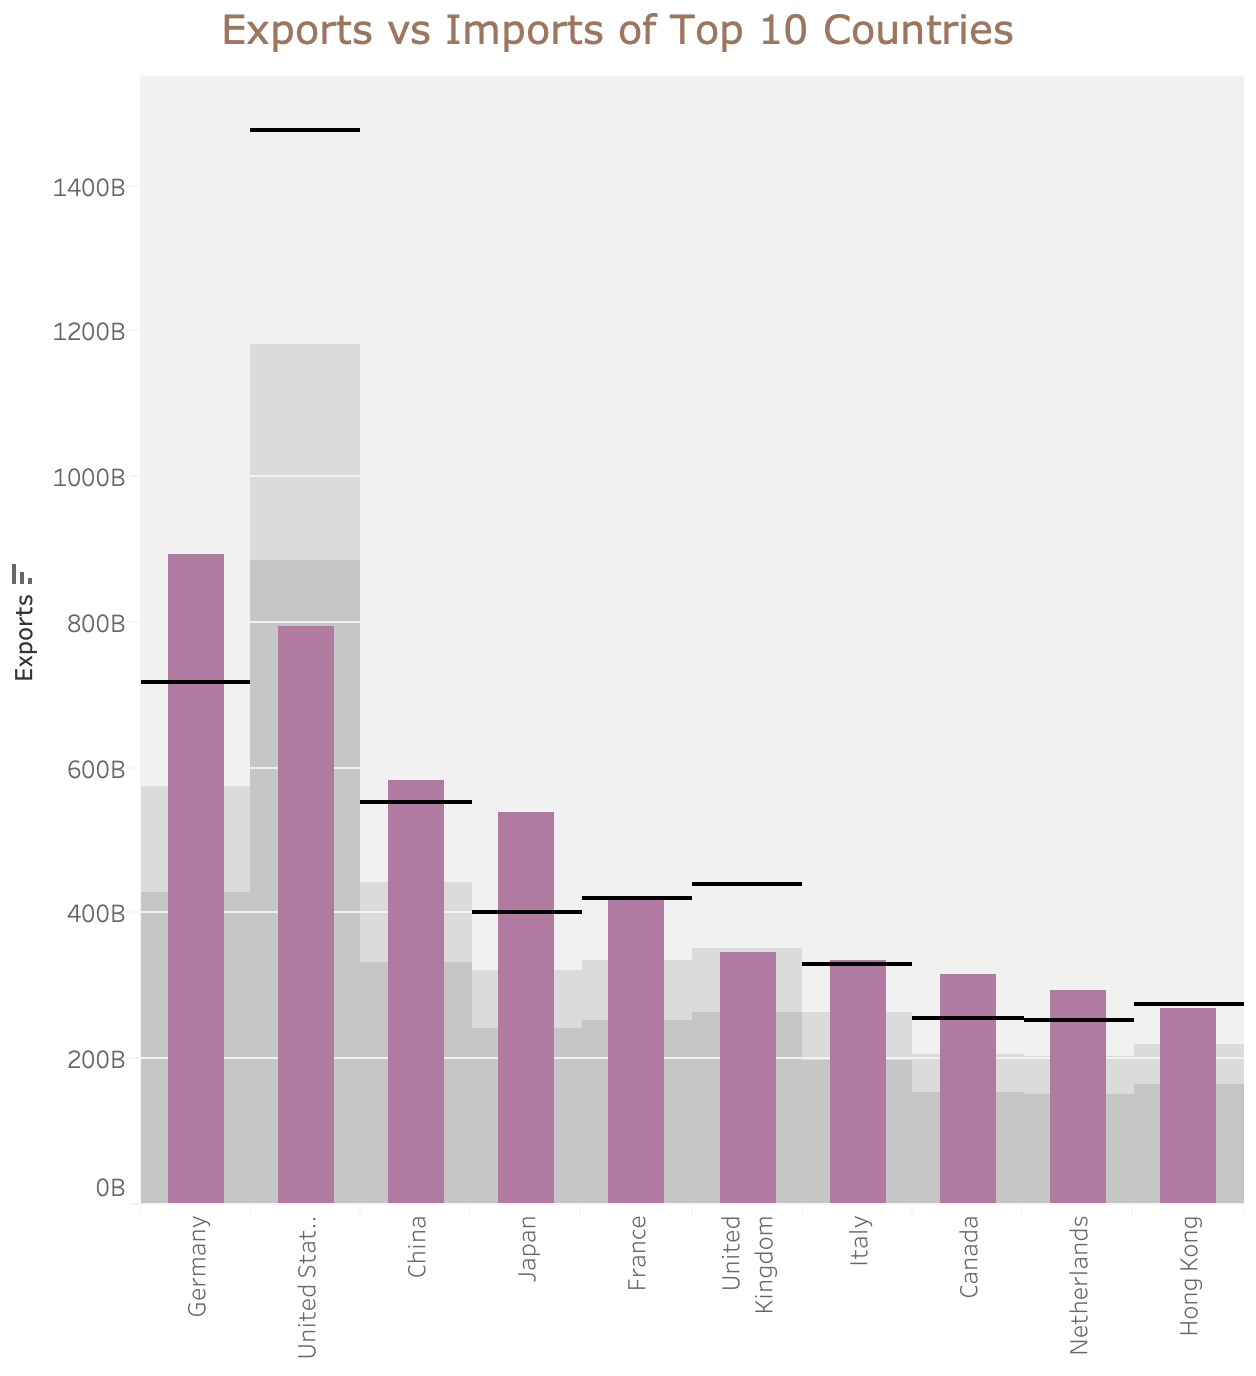 Exports vs Imports of Top 10 Countries
1400B
1200B
1000B
800B
600B
400B
200B
0B
Exports
Germany
United Stat..
China
Japan
France
United
Kingdom
Italy
Canada
Netherlands
Hong Kong